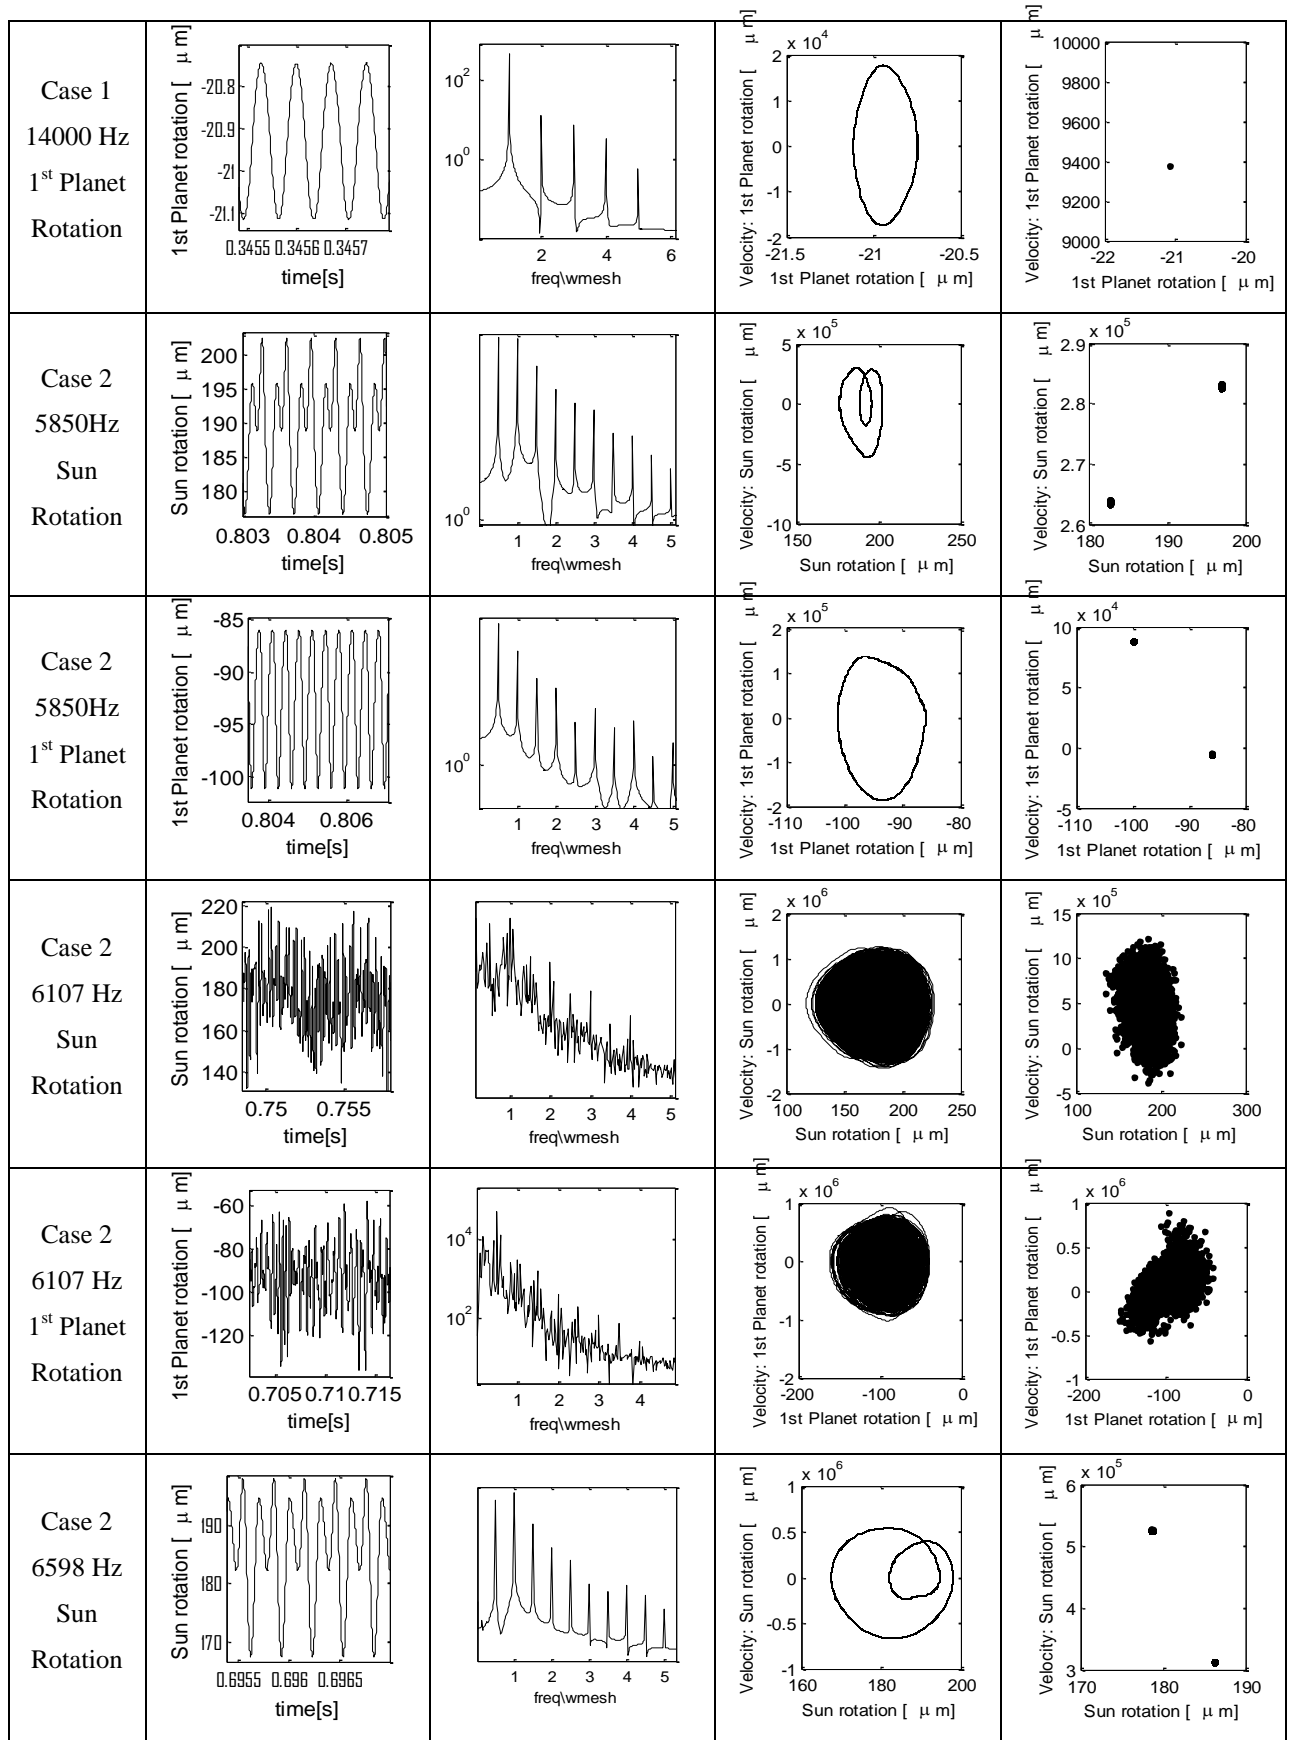 Case 1
14000 Hz
1st Planet
Rotation
1st Planet rotation [ μ m]
-20.8
-20.9
-21
-21.1
0.3455 0.3456 0.3457
time[s]
10^2
10^0
2 4 6
freq\wmesh
Velocity: 1st Planet rotation [ μ m]
x 10^4
2
1
0
-1
-2
-21.5 -21 -20.5
1st Planet rotation [ μ m]
Velocity: 1st Planet rotation [ μ m]
10000
9800
9600
9400
9200
9000
-22 -21 -20
1st Planet rotation [ μ m]
Case 2
5850Hz
Sun
Rotation
Sun rotation [ μ m]
200
195
190
185
180
0.803 0.804 0.805
time[s]
10^0
1 2 3 4 5
freq\wmesh
Velocity: Sun rotation [ μ m]
x 10^5
5
0
-5
-10
150 200 250
Sun rotation [ μ m]
Velocity: Sun rotation [ μ m]
x 10^5
2.9
2.8
2.7
2.6
180 190 200
Sun rotation [ μ m]
Case 2
5850Hz
1st Planet
Rotation
1st Planet rotation [ μ m]
-85
-90
-95
-100
0.804 0.806
time[s]
10^0
1 2 3 4 5
freq\wmesh
Velocity: 1st Planet rotation [ μ m]
x 10^5
2
1
0
-1
-2
-110 -100 -90 -80
1st Planet rotation [ μ m]
Velocity: 1st Planet rotation [ μ m]
x 10^4
10
5
0
-5
-110 -100 -90 -80
1st Planet rotation [ μ m]
Case 2
6107 Hz
Sun
Rotation
Sun rotation [ μ m]
220
200
180
160
140
0.75 0.755
time[s]
1 2 3 4 5
freq\wmesh
Velocity: Sun rotation [ μ m]
x 10^6
2
1
0
-1
-2
100 150 200 250
Sun rotation [ μ m]
Velocity: Sun rotation [ μ m]
x 10^5
15
10
5
0
-5
100 200 300
Sun rotation [ μ m]
Case 2
6107 Hz
1st Planet
Rotation
1st Planet rotation [ μ m]
-60
-80
-100
-120
0.705 0.710 0.715
time[s]
10^4
10^2
1 2 3 4
freq\wmesh
Velocity: 1st Planet rotation [ μ m]
x 10^6
1
0
-1
-2
-200 -100 0
1st Planet rotation [ μ m]
Velocity: 1st Planet rotation [ μ m]
x 10^6
1
0.5
0
-0.5
-1
-200 -100 0
1st Planet rotation [ μ m]
Case 2
6598 Hz
Sun
Rotation
Sun rotation [ μ m]
190
180
170
0.6955 0.696 0.6965
time[s]
1 2 3 4 5
freq\wmesh
Velocity: Sun rotation [ μ m]
x 10^6
1
0.5
0
-0.5
-1
160 180 200
Sun rotation [ μ m]
Velocity: Sun rotation [ μ m]
x 10^5
6
5
4
3
170 180 190
Sun rotation [ μ m]